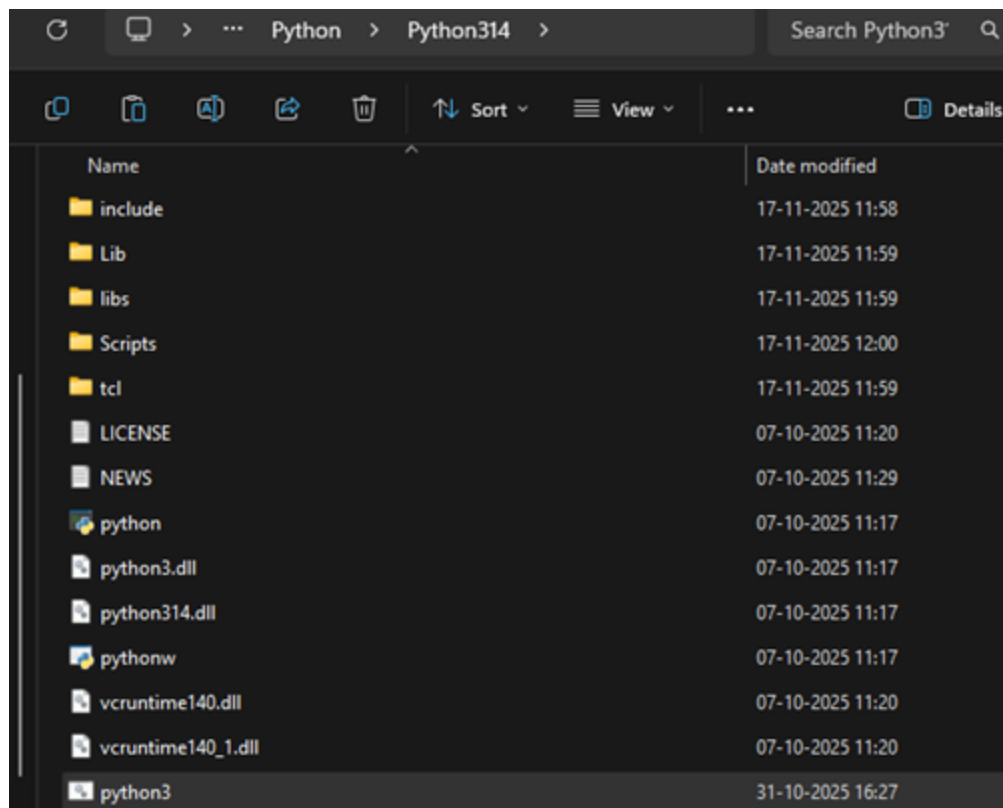 ··· Python > Python314 > Search Python3
Sort View ··· Details
Name Date modified
include 17-11-2025 11:58
Lib 17-11-2025 11:59
libs 17-11-2025 11:59
Scripts 17-11-2025 12:00
tcl 17-11-2025 11:59
LICENSE 07-10-2025 11:20
NEWS 07-10-2025 11:29
python 07-10-2025 11:17
python3.dll 07-10-2025 11:17
python314.dll 07-10-2025 11:17
pythonw 07-10-2025 11:17
vcruntime140.dll 07-10-2025 11:20
vcruntime140_1.dll 07-10-2025 11:20
python3 31-10-2025 16:27